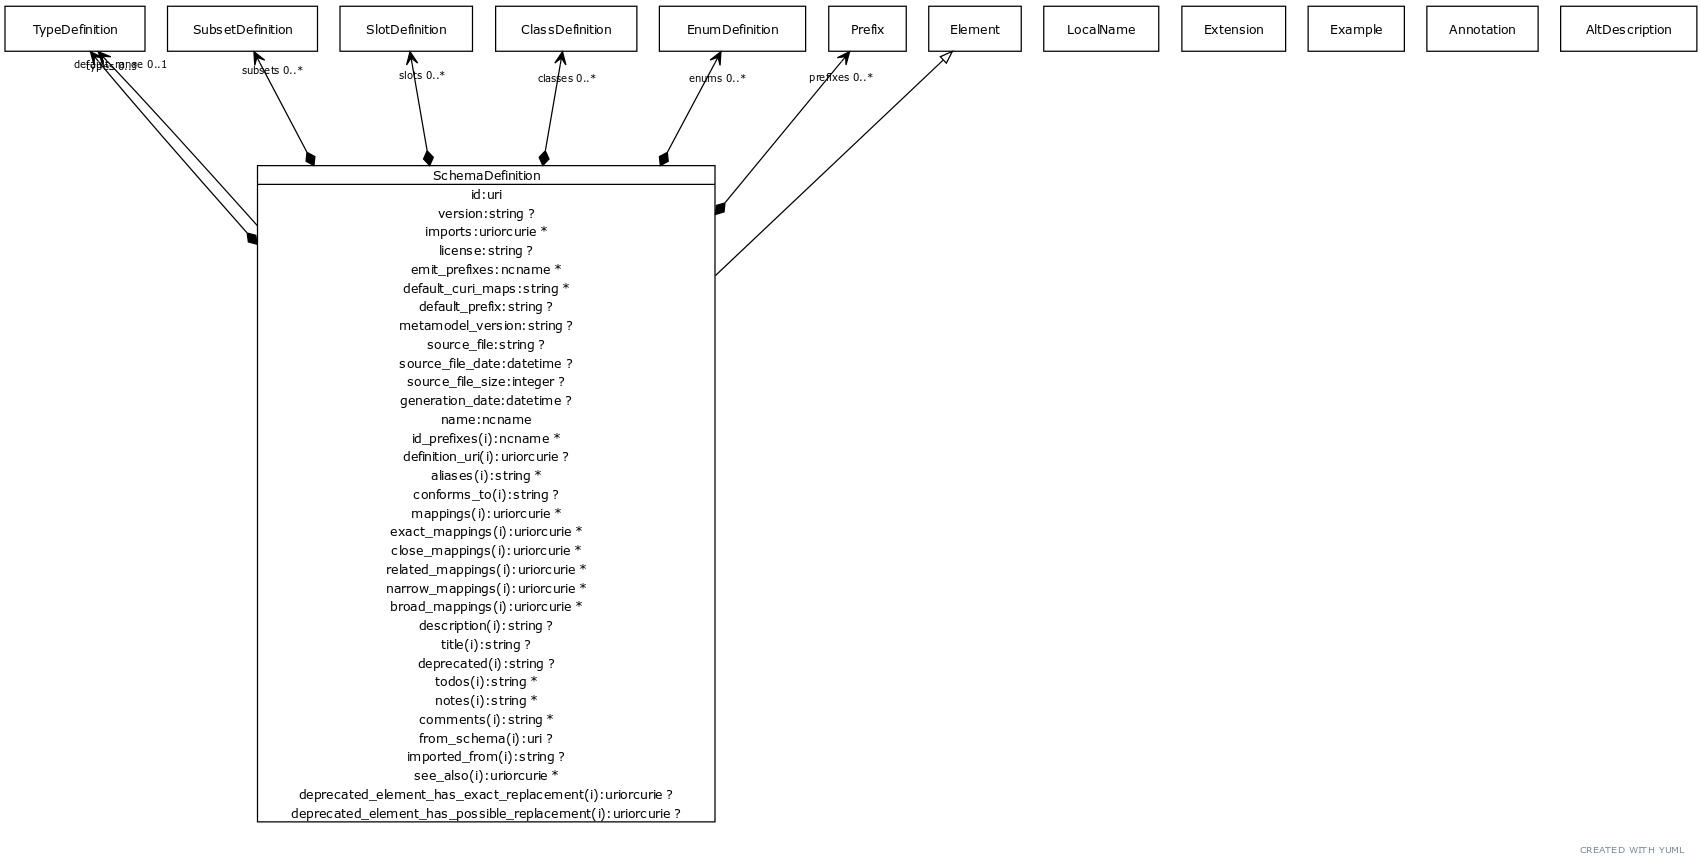 TypeDefinition
SubsetDefinition
SlotDefinition
ClassDefinition
EnumDefinition
Prefix
Element
LocalName
Extension
Example
Annotation
AltDescription
default_range 0..1
types 0..*
subsets 0..*
slots 0..*
classes 0..*
enums 0..*
prefixes 0..*
SchemaDefinition
id:uri
version:string ?
imports:uriorcurie *
license:string ?
emit_prefixes:ncname *
default_curi_maps:string *
default_prefix:string ?
metamodel_version:string ?
source_file:string ?
source_file_date:datetime ?
source_file_size:integer ?
generation_date:datetime ?
name:ncname
id_prefixes(i):ncname *
definition_uri(i):uriorcurie ?
aliases(i):string *
conforms_to(i):string ?
mappings(i):uriorcurie *
exact_mappings(i):uriorcurie *
close_mappings(i):uriorcurie *
related_mappings(i):uriorcurie *
narrow_mappings(i):uriorcurie *
broad_mappings(i):uriorcurie *
description(i):string ?
title(i):string ?
deprecated(i):string ?
todos(i):string *
notes(i):string *
comments(i):string *
from_schema(i):uri ?
imported_from(i):string ?
see_also(i):uriorcurie *
deprecated_element_has_exact_replacement(i):uriorcurie ?
deprecated_element_has_possible_replacement(i):uriorcurie ?
CREATED WITH YUML